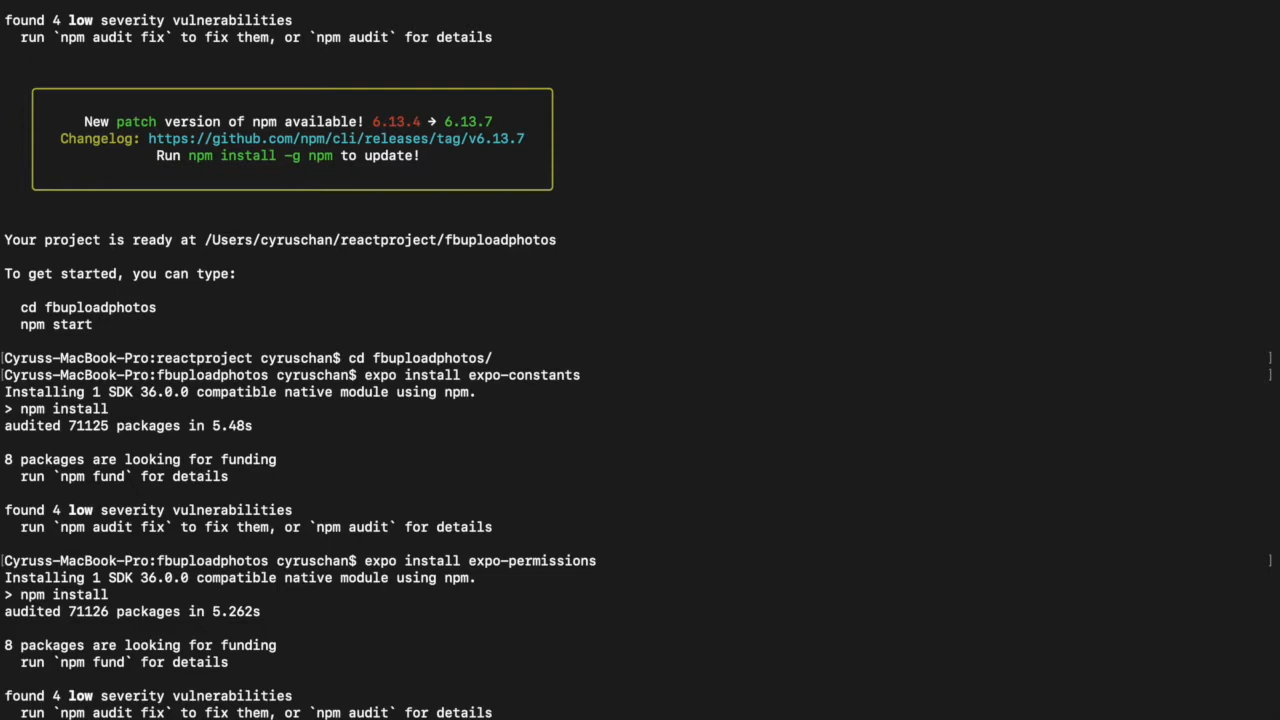 found 4 low severity vulnerabilities
run `npm audit fix` to fix them, or `npm audit` for details
New patch version of npm available! 6.13.4 → 6.13.7
Changelog: https://github.com/npm/cli/releases/tag/v6.13.7
Run npm install -g npm to update!
Your project is ready at /Users/cyruschan/reactproject/fbuploadphotos
To get started, you can type:
cd fbuploadphotos
npm start
[Cyruss-MacBook-Pro:reactproject cyruschan$ cd fbuploadphotos/ ]
[Cyruss-MacBook-Pro:fbuploadphotos cyruschan$ expo install expo-constants ]
Installing 1 SDK 36.0.0 compatible native module using npm.
> npm install
audited 71125 packages in 5.48s
8 packages are looking for funding
run `npm fund` for details
found 4 low severity vulnerabilities
run `npm audit fix` to fix them, or `npm audit` for details
[Cyruss-MacBook-Pro:fbuploadphotos cyruschan$ expo install expo-permissions ]
Installing 1 SDK 36.0.0 compatible native module using npm.
> npm install
audited 71126 packages in 5.262s
8 packages are looking for funding
run `npm fund` for details
found 4 low severity vulnerabilities
run `npm audit fix` to fix them, or `npm audit` for details